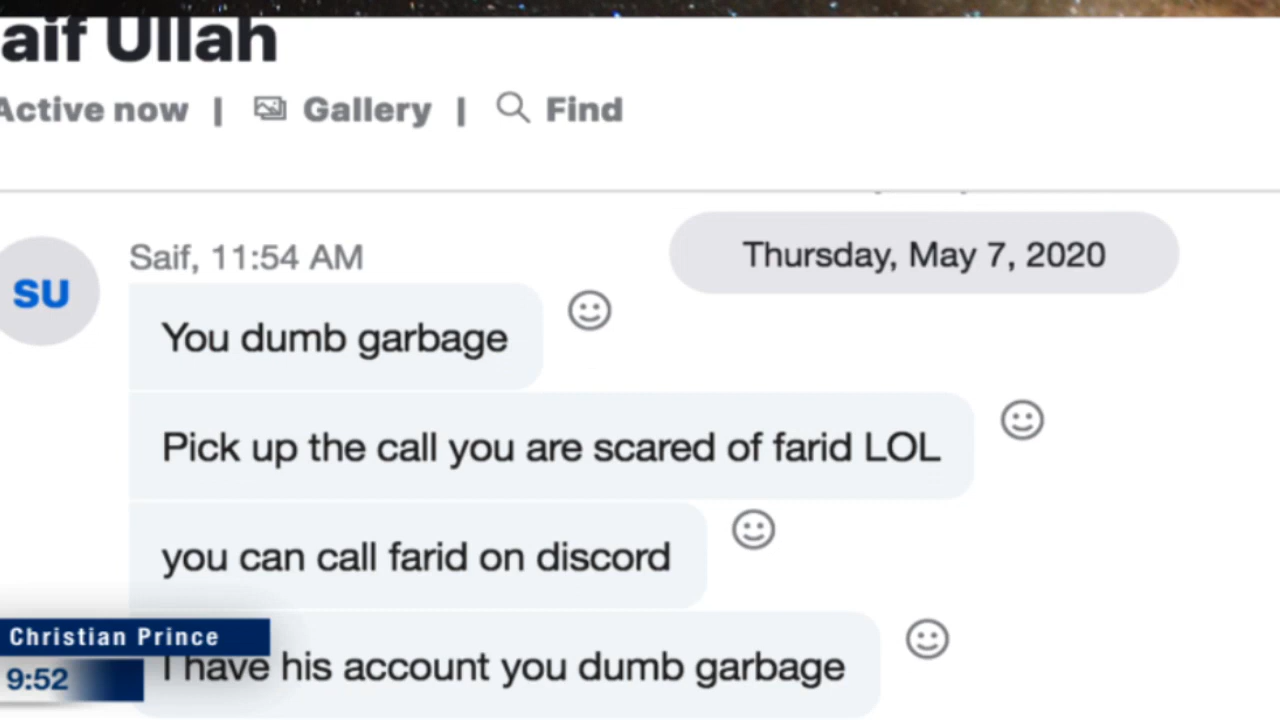 aif Ullah
Active now | Gallery | Find
Thursday, May 7, 2020
Saif, 11:54 AM
SU
You dumb garbage
Pick up the call you are scared of farid LOL
you can call farid on discord
I have his account you dumb garbage
Christian Prince
9:52